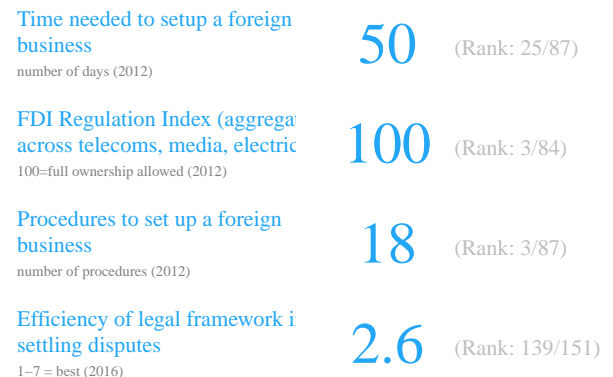 Time needed to setup a foreign
business
number of days (2012)
50
(Rank: 25/87)
FDI Regulation Index (aggregat
across telecoms, media, electric
100=full ownership allowed (2012)
100
(Rank: 3/84)
Procedures to set up a foreign
business
number of procedures (2012)
18
(Rank: 3/87)
Efficiency of legal framework i
settling disputes
1–7 = best (2016)
2.6
(Rank: 139/151)